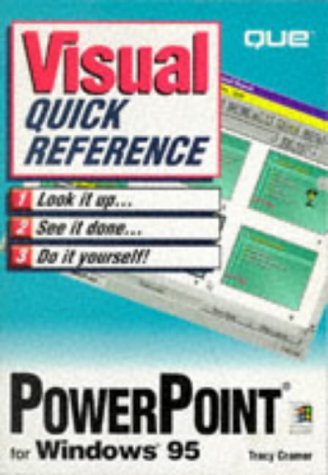 Visual
QUE®
QUICK
REFERENCE
1 Look it up...
2 See it done...
3 Do it yourself!
PowerPoint®
for Windows® 95
Tracy Cramer